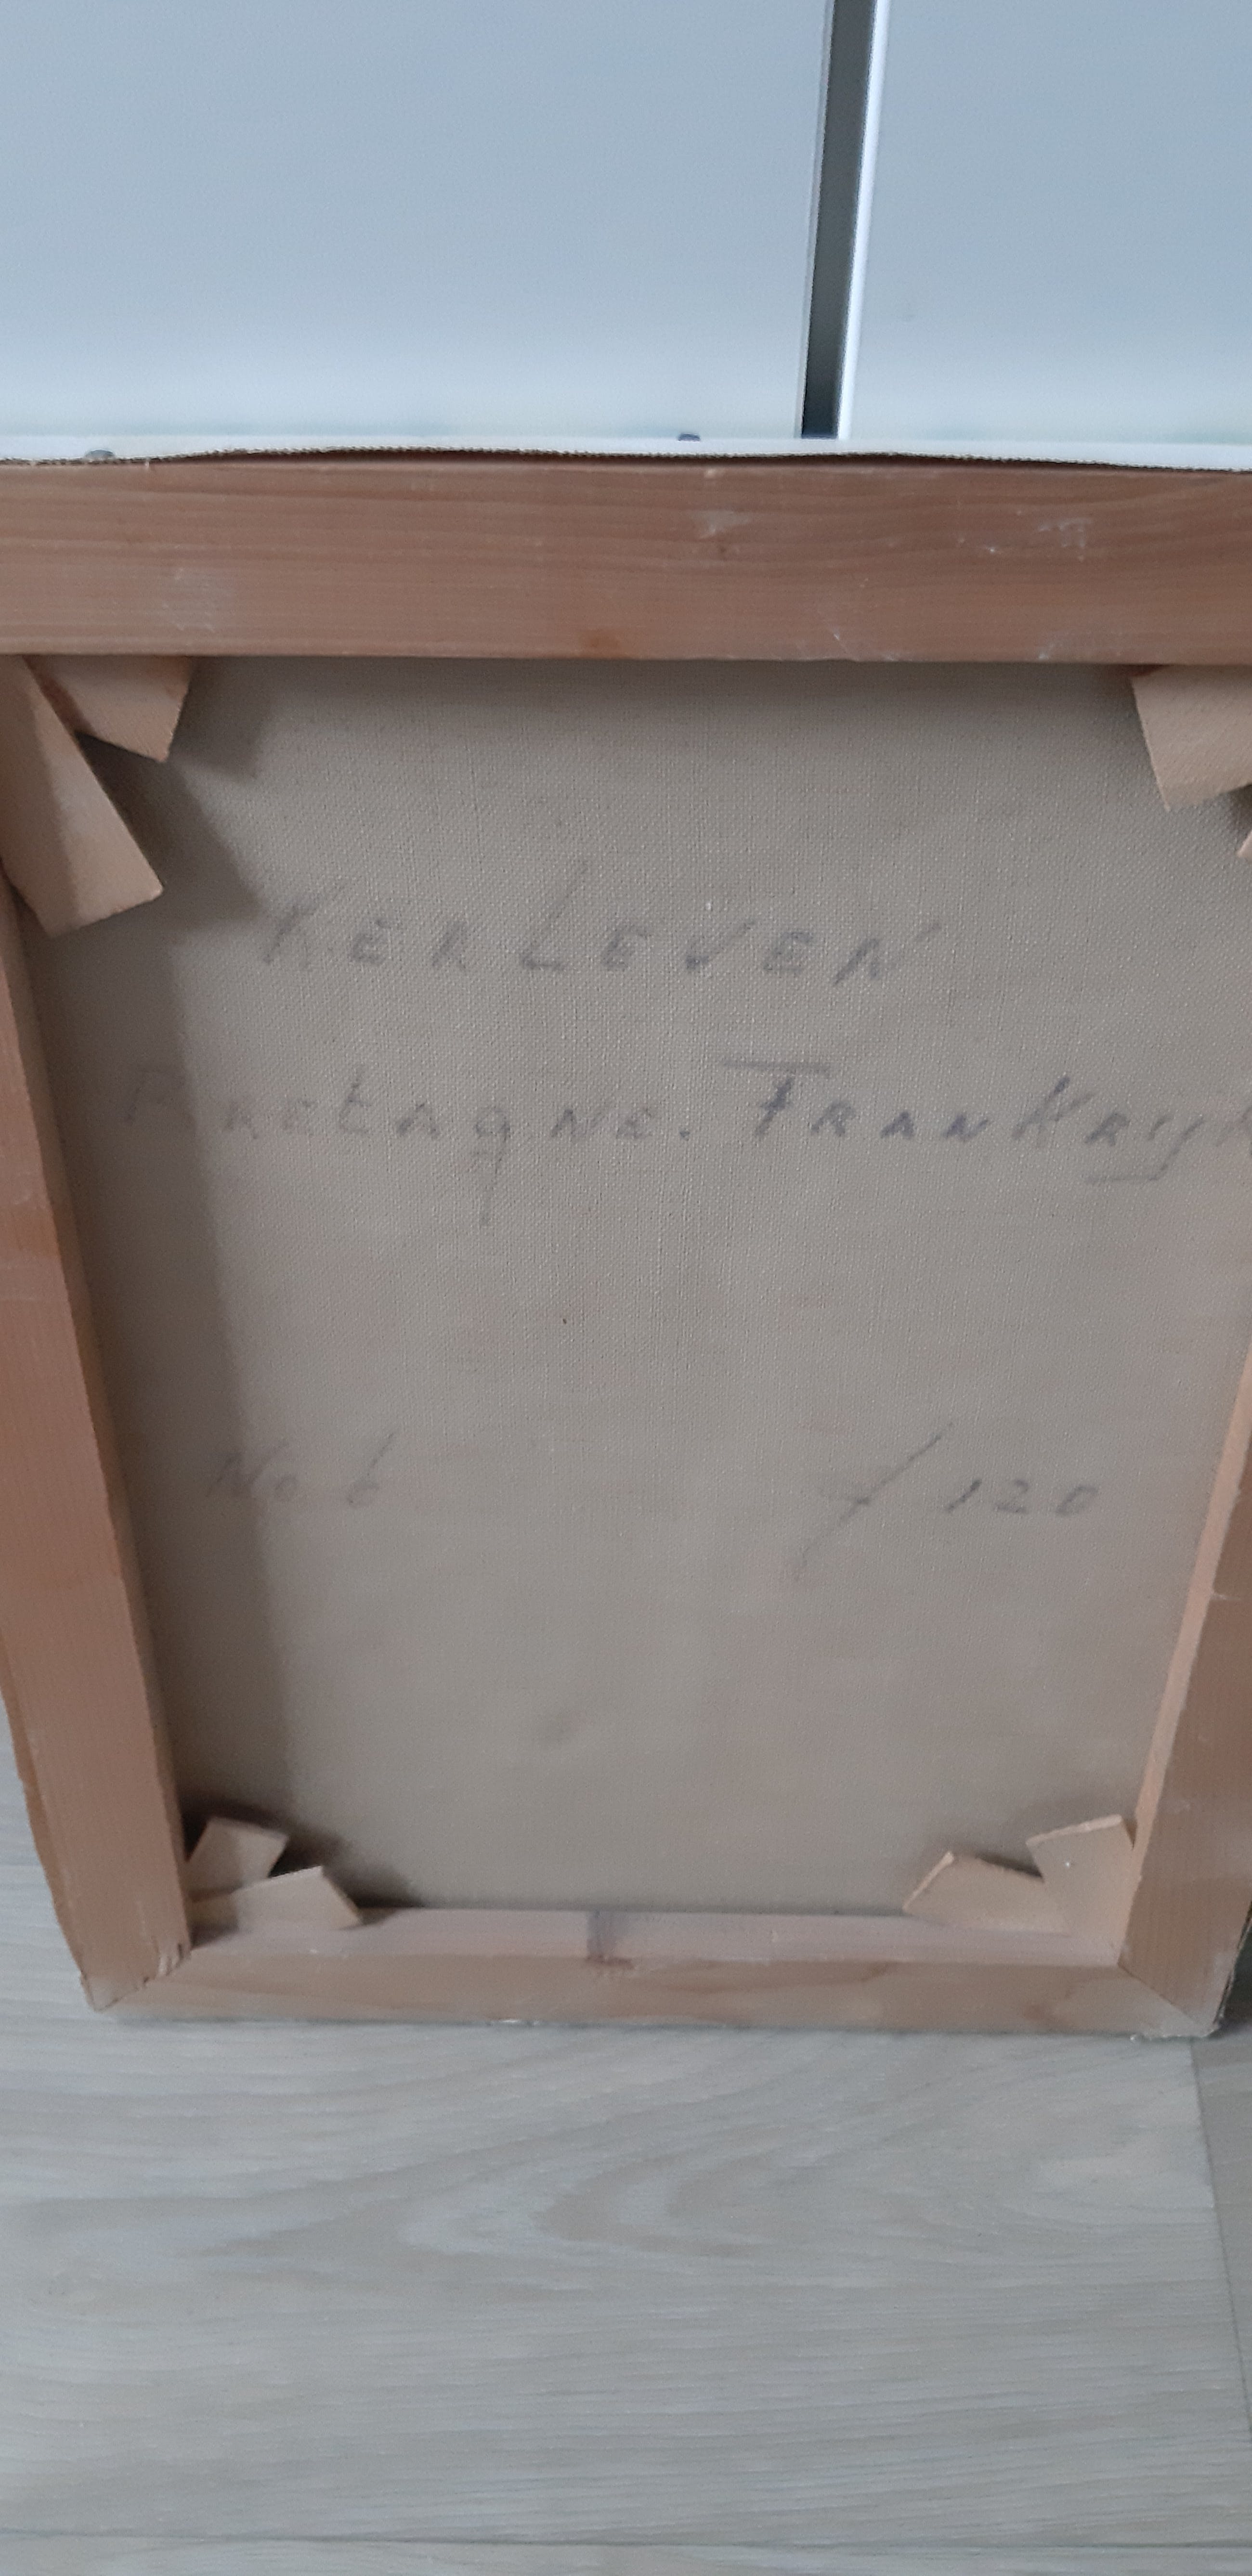 KERLEVEN
Bretagne. FranKrijk
No 6
ƒ 120